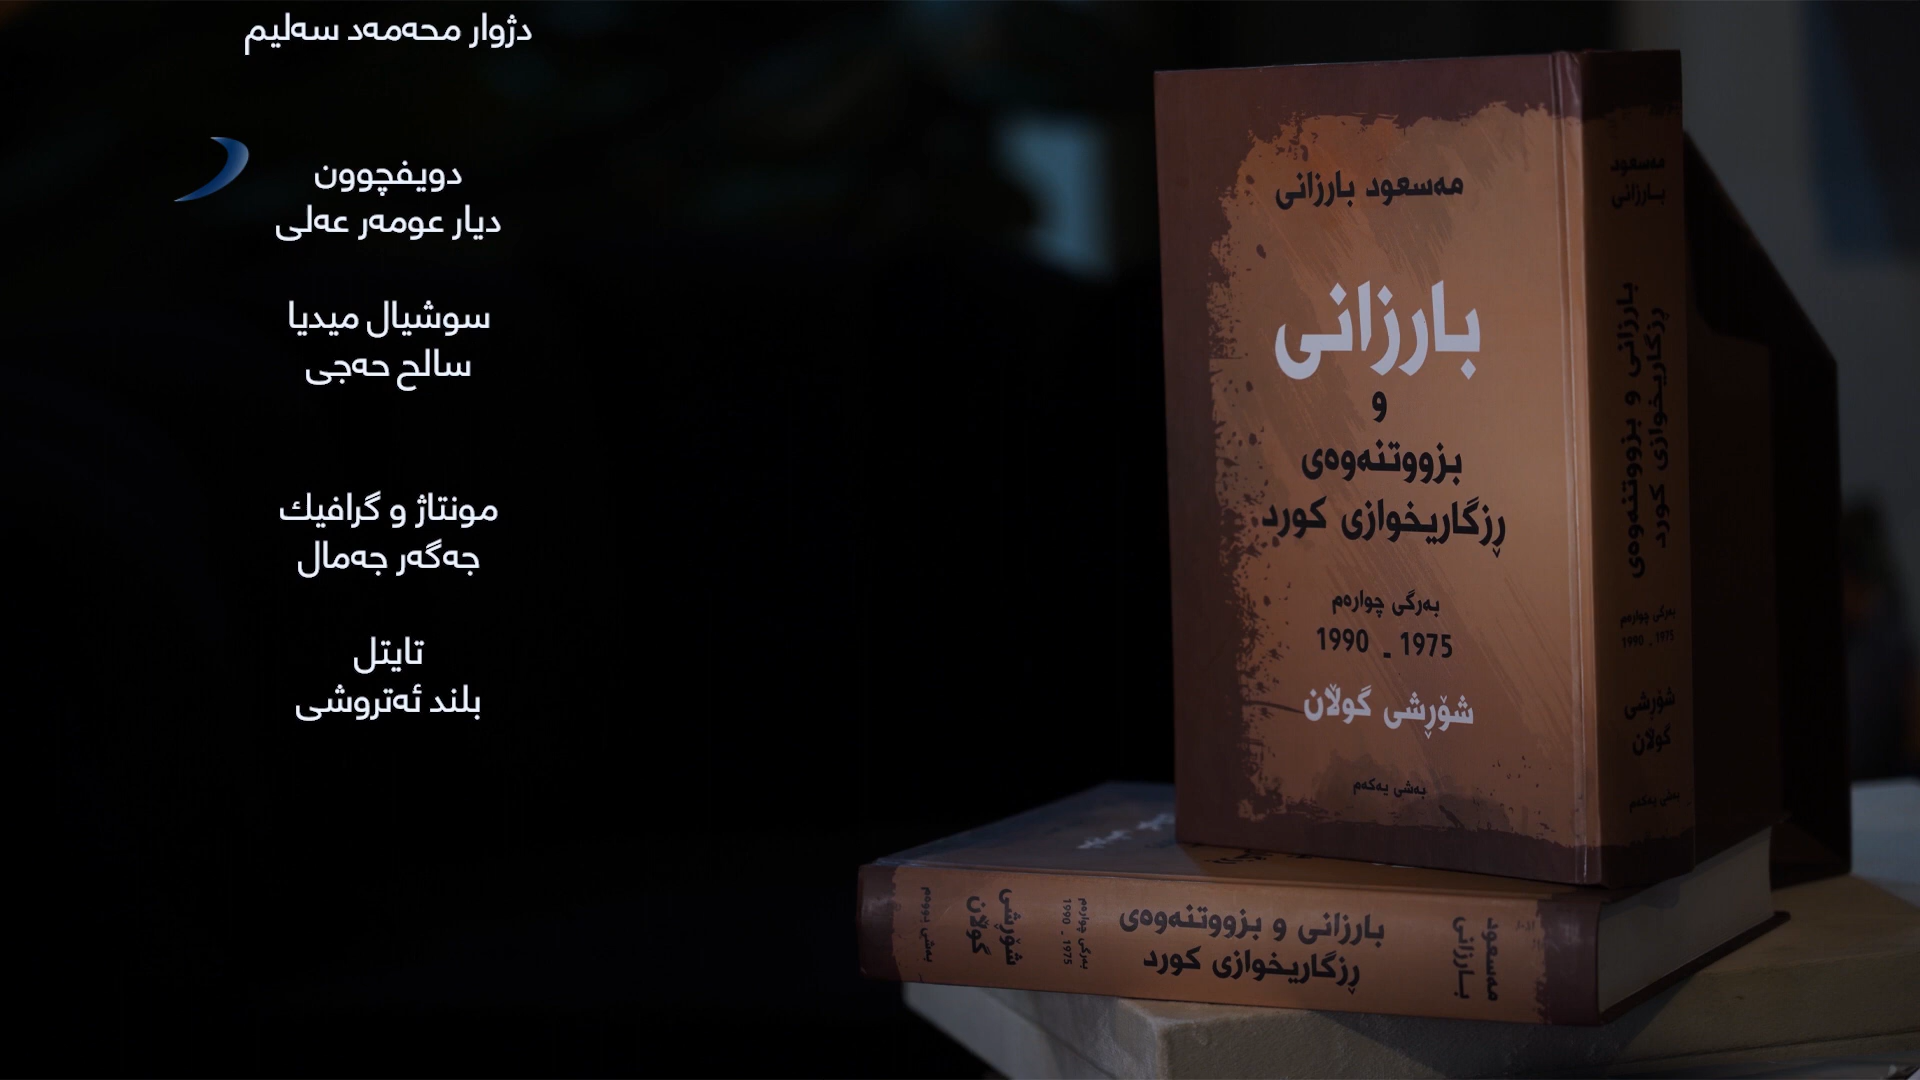 دژوار محەمەد سەلیم
دویفچوون
دیار عومەر عەلی
سوشیال میدیا
سالح حەجی
مونتاژ و گرافیك
جەگەر جەمال
تایتل
بلند ئەتروشی
مەسعود بارزانی
بارزانی
و
بزووتنەوەی
ڕزگاریخوازی کورد
بەرگی چوارەم
1975 ـ 1990
شۆڕشی گوڵان
بەشی یەکەم
مەسعود
بارزانی
بارزانی و بزووتنەوەی
ڕزگاریخوازی کورد
بەرگی چوارەم
1975 ـ 1990
شۆڕشی
گوڵان
بەشی یەکەم
مەسعود
بارزانی
بارزانی و بزووتنەوەی
ڕزگاریخوازی کورد
بەرگی چوارەم
1975 ـ 1990
شۆڕشی
گوڵان
بەشی دووەم